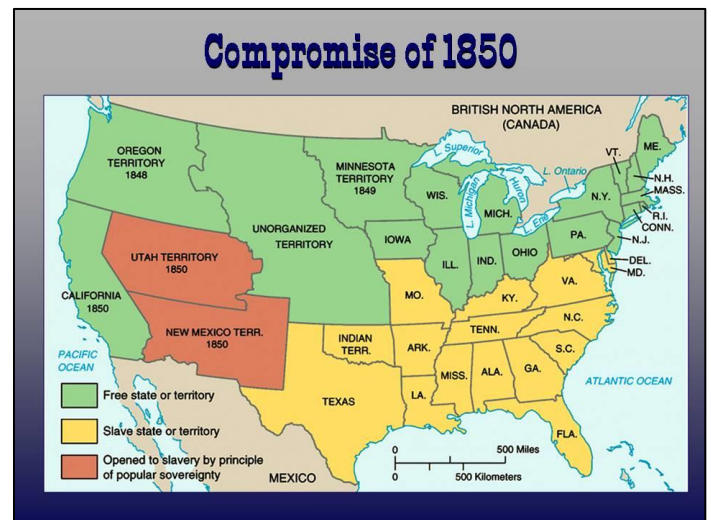 Compromise of 1850
BRITISH NORTH AMERICA
(CANADA)
OREGON
TERRITORY
1848
MINNESOTA
TERRITORY
1849
L. Superior
L. Michigan
L. Huron
L. Ontario
L. Erie
VT.
ME.
N.H.
MASS.
R.I.
CONN.
N.Y.
WIS.
MICH.
PA.
N.J.
UNORGANIZED
TERRITORY
IOWA
UTAH TERRITORY
1850
ILL.
IND.
OHIO
DEL.
MD.
CALIFORNIA
1850
MO.
KY.
VA.
NEW MEXICO TERR.
1850
INDIAN
TERR.
ARK.
TENN.
N.C.
S.C.
PACIFIC
OCEAN
MISS.
ALA.
GA.
ATLANTIC OCEAN
TEXAS
LA.
FLA.
Free state or territory
Slave state or territory
Opened to slavery by principle
of popular sovereignty
MEXICO
0 500 Miles
0 500 Kilometers